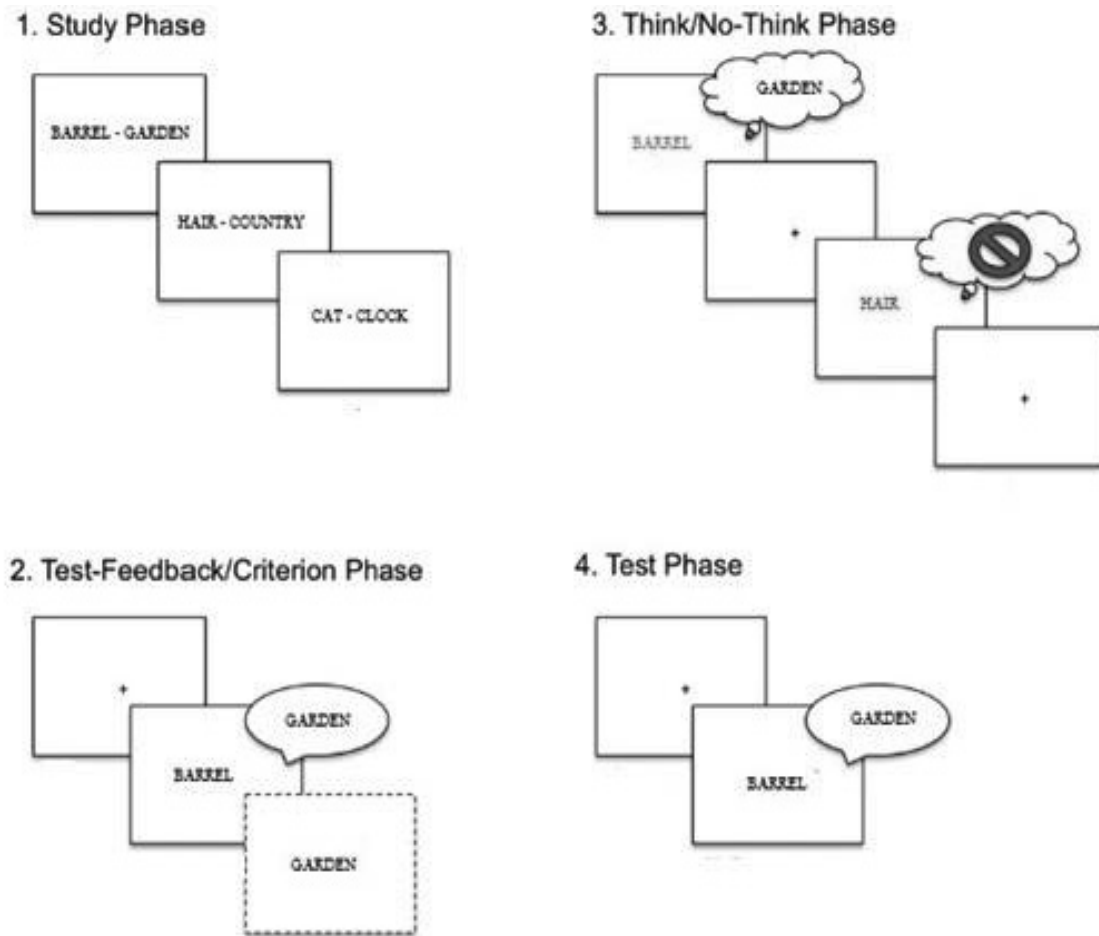 1. Study Phase
BARREL - GARDEN
HAIR - COUNTRY
CAT - CLOCK
2. Test-Feedback/Criterion Phase
+
GARDEN
BARREL
GARDEN
3. Think/No-Think Phase
GARDEN
BARREL
+
HAIR
+
4. Test Phase
+
GARDEN
BARREL